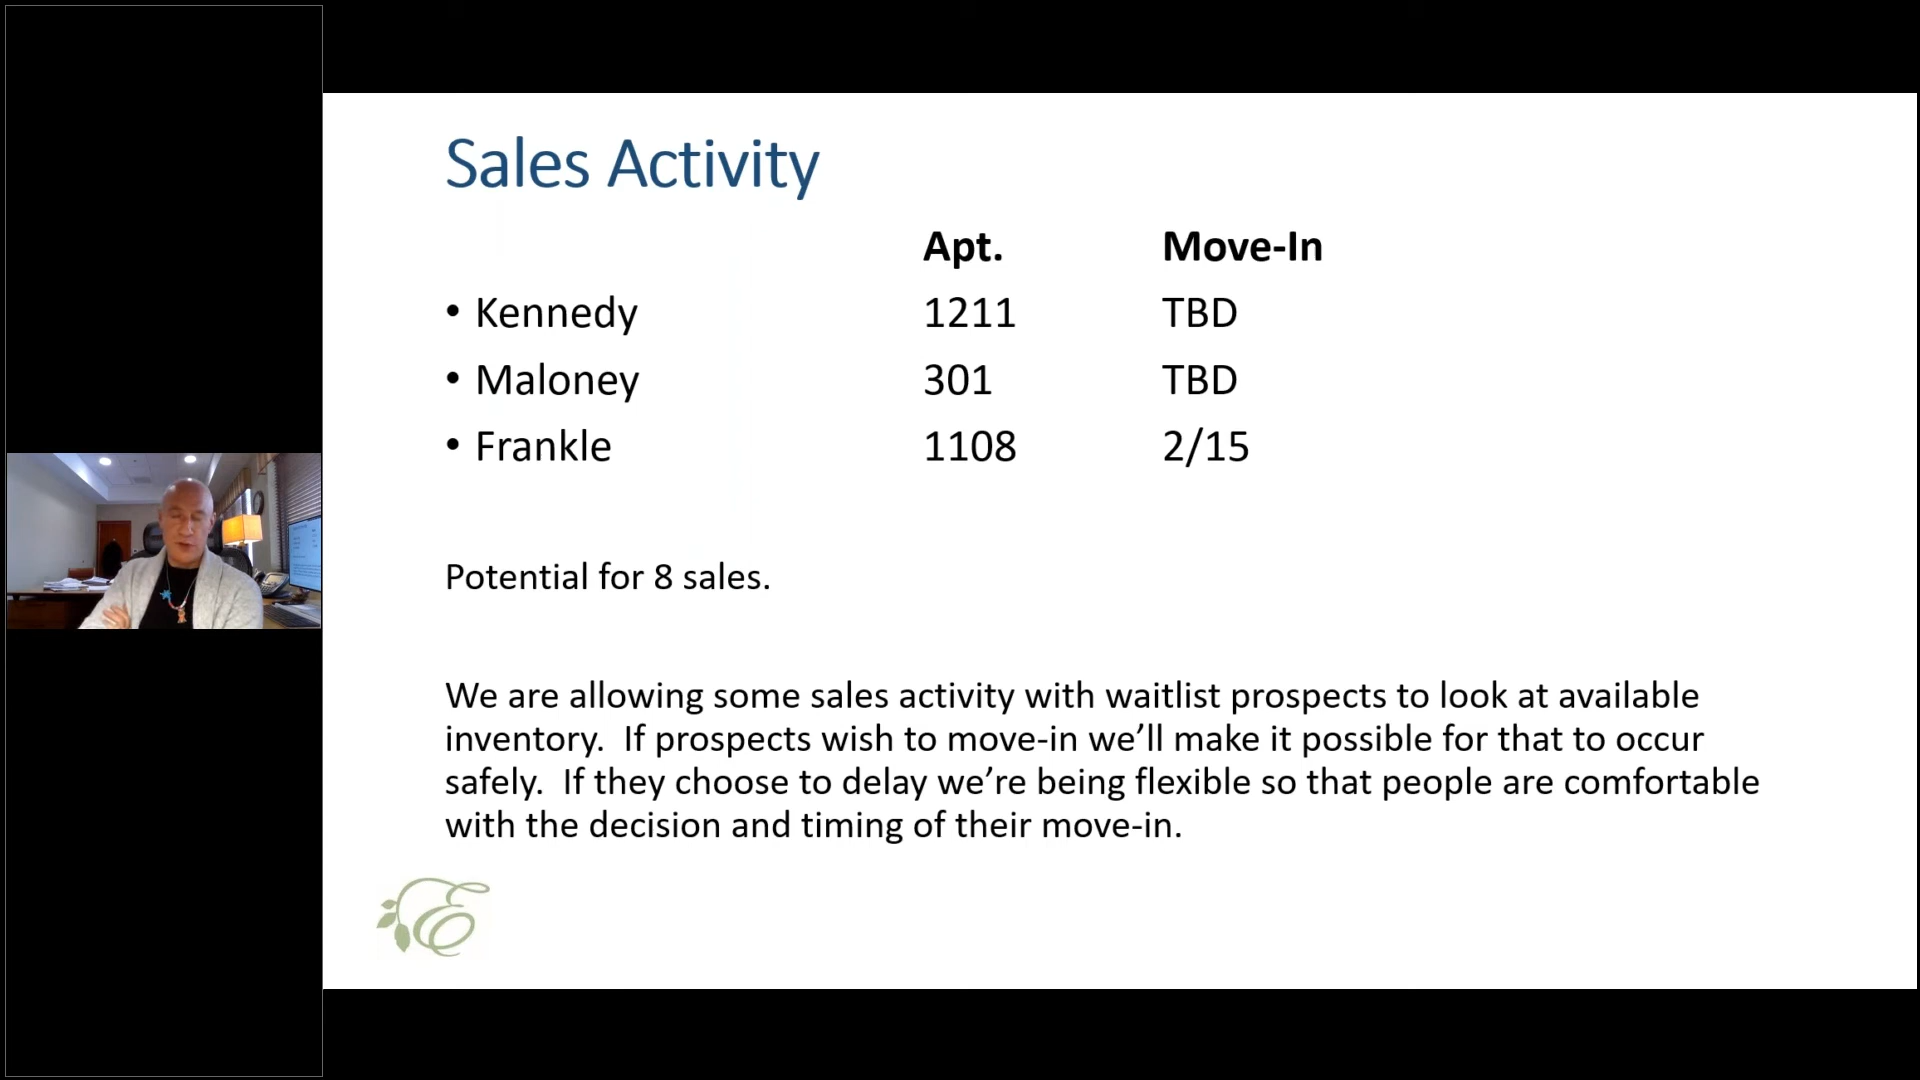 Sales Activity
Apt. Move-In
• Kennedy 1211 TBD
• Maloney 301 TBD
• Frankle 1108 2/15
Potential for 8 sales.
We are allowing some sales activity with waitlist prospects to look at available
inventory.  If prospects wish to move-in we’ll make it possible for that to occur
safely.  If they choose to delay we’re being flexible so that people are comfortable
with the decision and timing of their move-in.
E